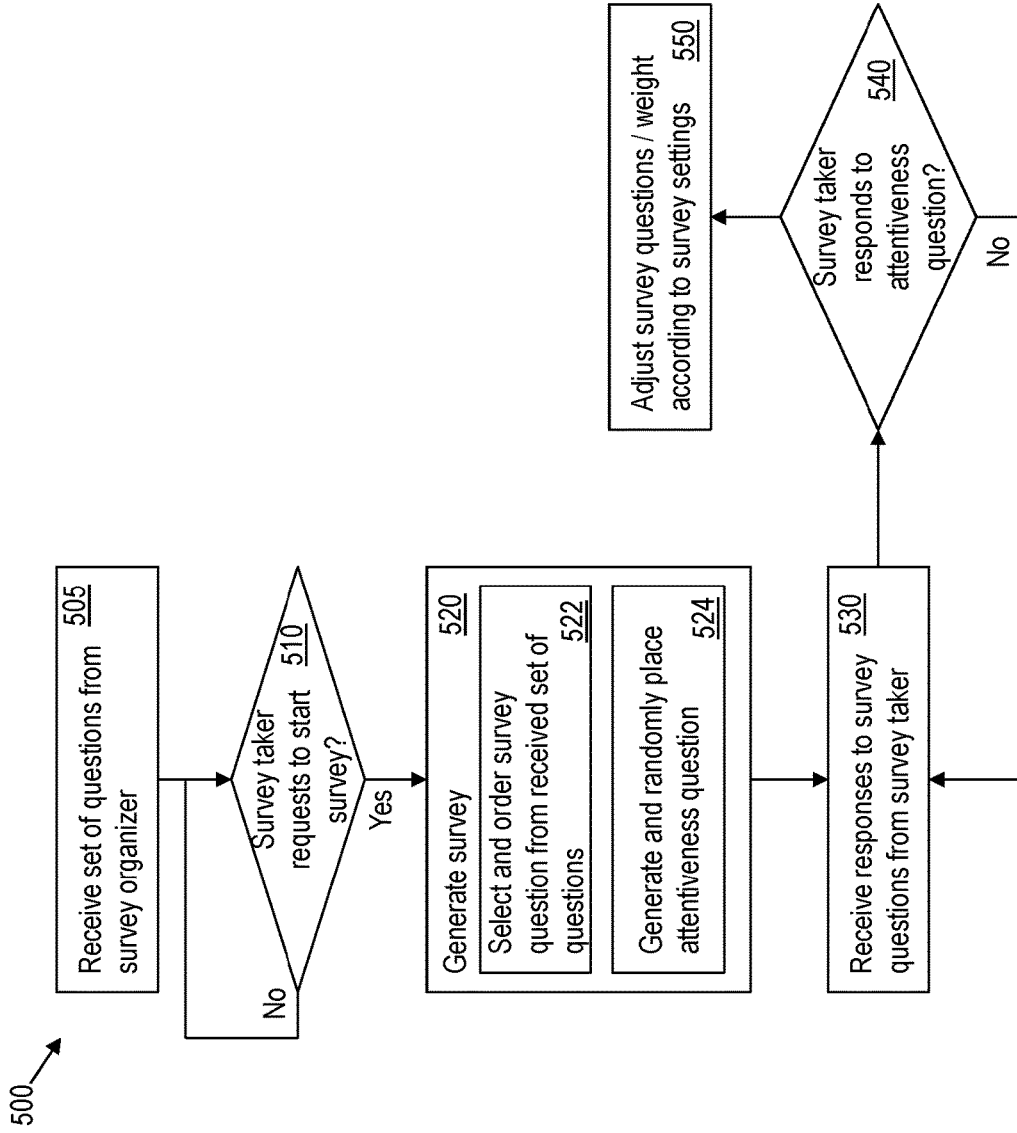 500
Receive set of questions from
survey organizer
505
Survey taker
requests to start
survey?
510
No
Yes
Generate survey
520
Select and order survey
question from received set of
questions
522
Generate and randomly place
attentiveness question
524
Receive responses to survey
questions from survey taker
530
Survey taker
responds to
attentiveness
question?
540
No
Adjust survey questions / weight
according to survey settings
550